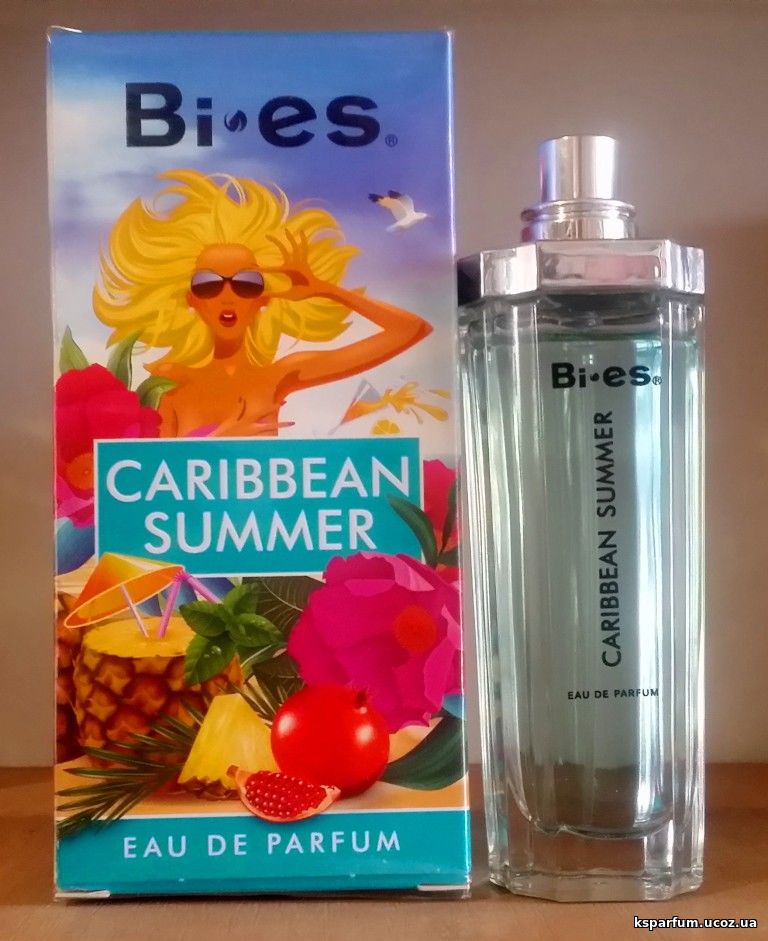 Bi·es®
CARIBBEAN
SUMMER
EAU DE PARFUM
Bi·es®
CARIBBEAN SUMMER
EAU DE PARFUM
ksparfum.ucoz.ua